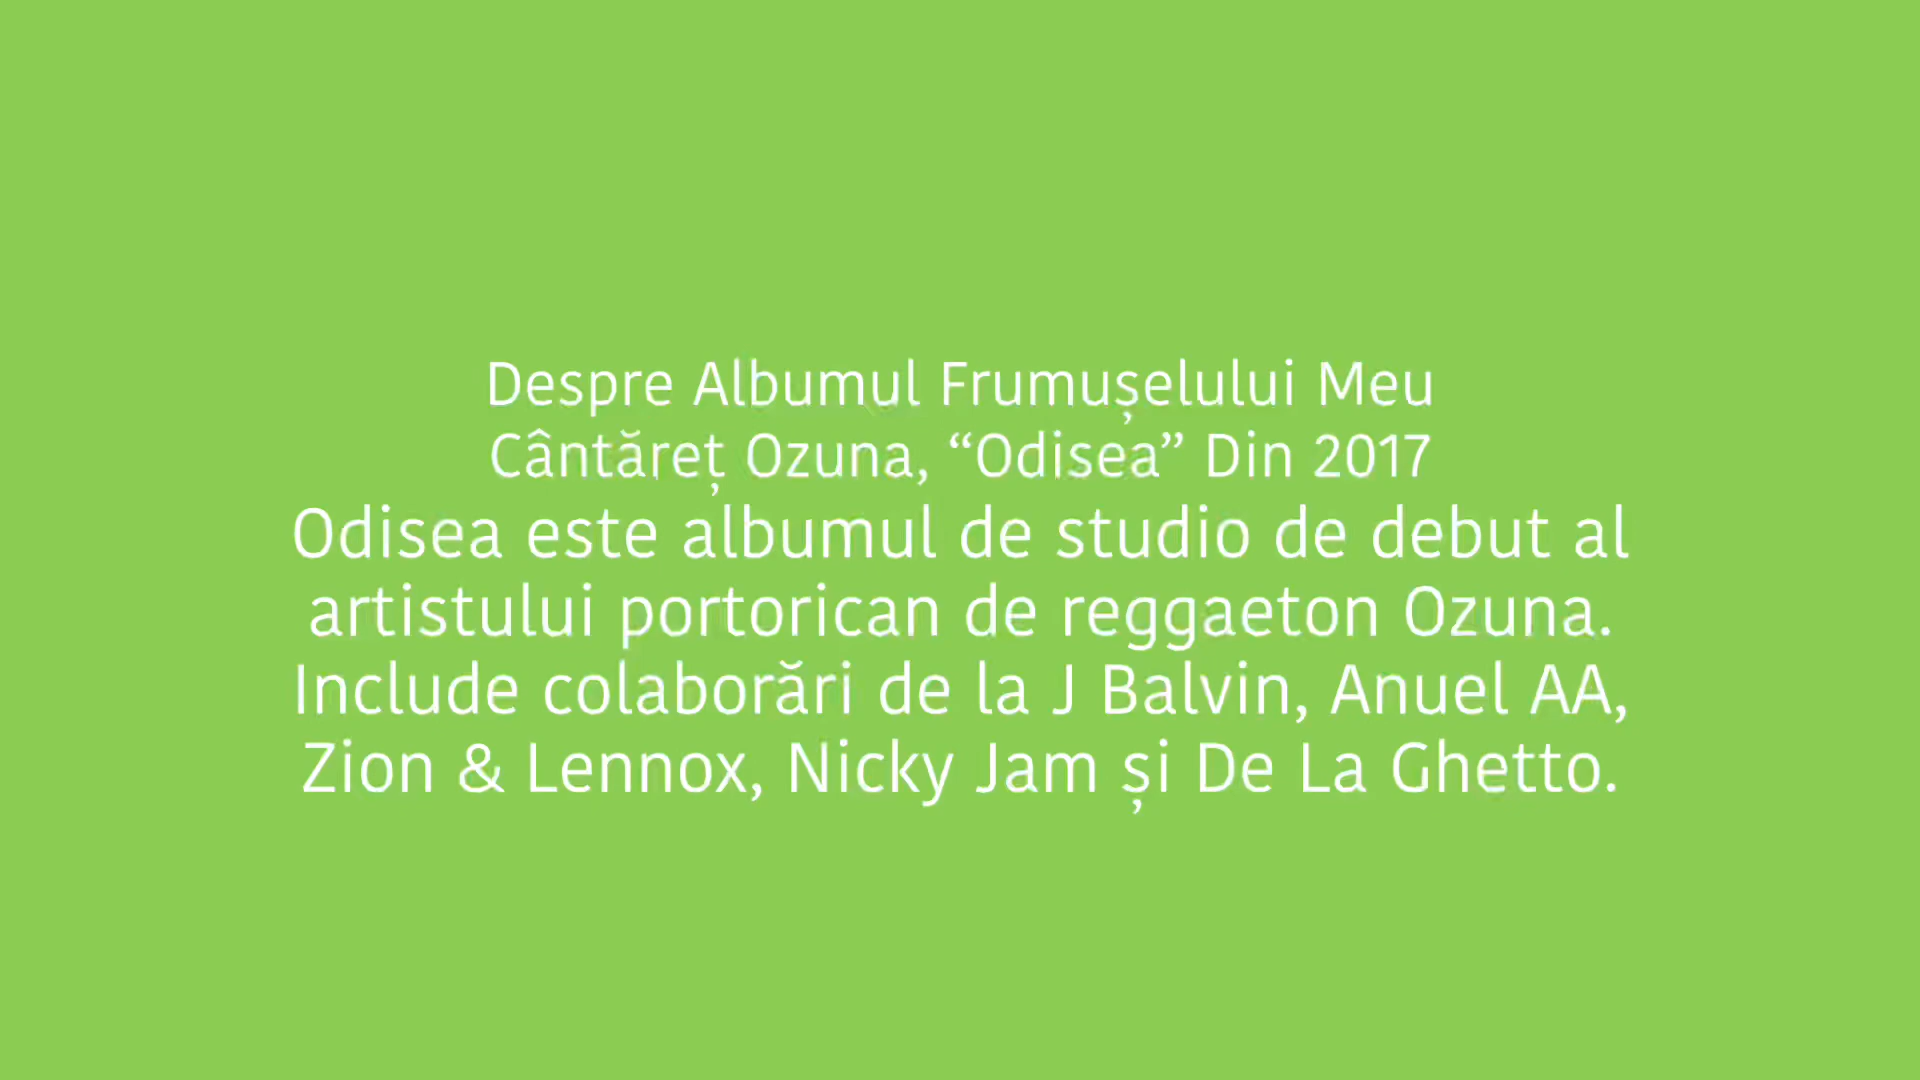 Despre Albumul Frumușelului Meu
Cântăreț Ozuna, “Odisea” Din 2017
Odisea este albumul de studio de debut al
artistului portorican de reggaeton Ozuna.
Include colaborări de la J Balvin, Anuel AA,
Zion & Lennox, Nicky Jam și De La Ghetto.